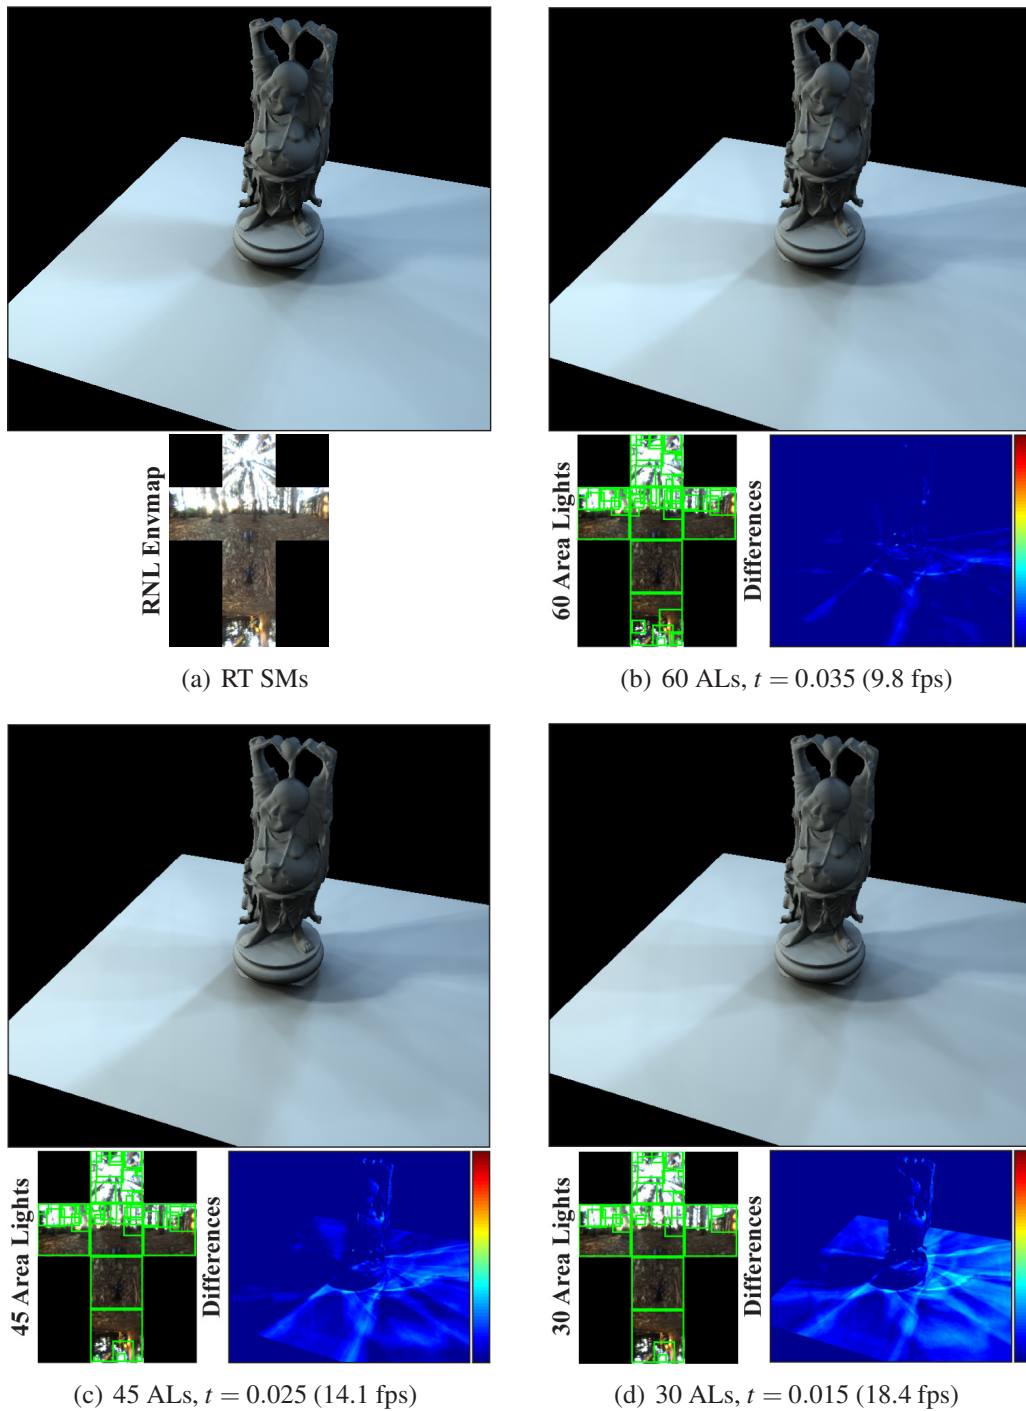 RNL Envmap
(a) RT SMs
60 Area Lights
Differences
(b) 60 ALs, t = 0.035 (9.8 fps)
45 Area Lights
Differences
(c) 45 ALs, t = 0.025 (14.1 fps)
30 Area Lights
Differences
(d) 30 ALs, t = 0.015 (18.4 fps)